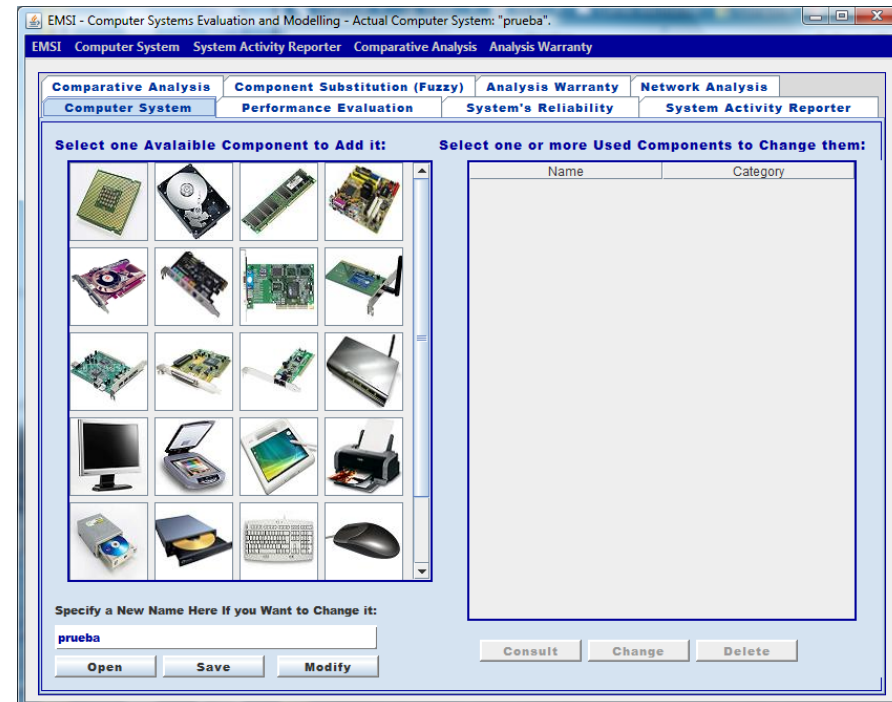 EMSI - Computer Systems Evaluation and Modelling - Actual Computer System: "prueba".
EMSI Computer System System Activity Reporter Comparative Analysis Analysis Warranty
Comparative Analysis Component Substitution (Fuzzy) Analysis Warranty Network Analysis
Computer System Performance Evaluation System's Reliability System Activity Reporter
Select one Avalaible Component to Add it: Select one or more Used Components to Change them:
Name Category
Specify a New Name Here If you Want to Change it:
prueba
Consult Change Delete
Open Save Modify